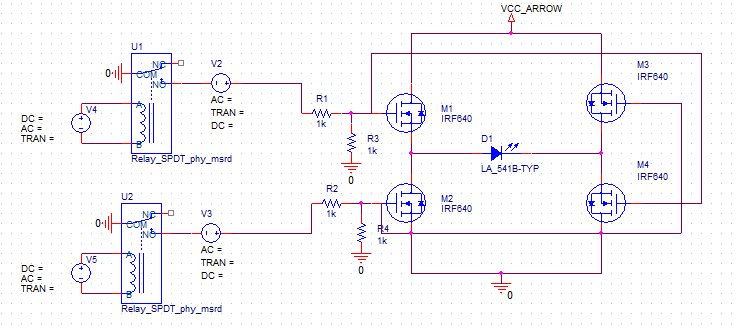 VCC_ARROW
U1
NC
COM
NO
0
V2
AC =
TRAN =
DC =
A
B
V4
DC =
AC =
TRAN =
Relay_SPDT_phy_msrd
R1
1k
R3
1k
0
M1
IRF640
M3
IRF640
D1
LA_541B-TYP
M4
IRF640
M2
IRF640
R2
1k
R4
1k
0
U2
NC
COM
NO
0
V3
AC =
TRAN =
DC =
A
B
V5
DC =
AC =
TRAN =
Relay_SPDT_phy_msrd
0